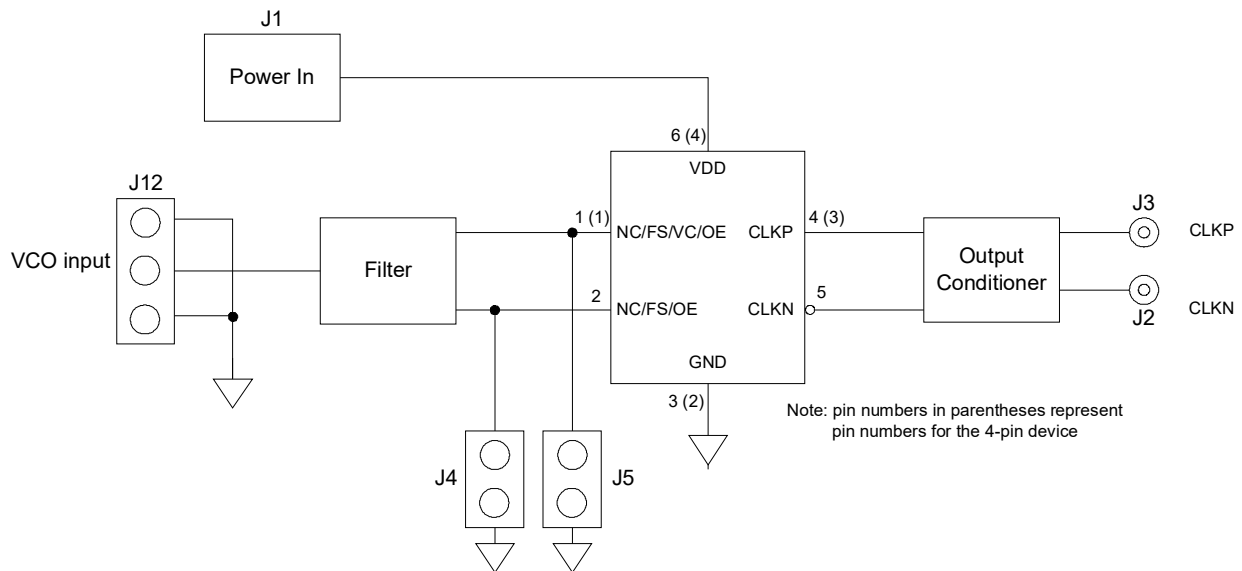 J1
Power In
6 (4)
VDD
J12
VCO input
Filter
1 (1)
NC/FS/VC/OE
CLKP
4 (3)
2
NC/FS/OE
CLKN
5
GND
3 (2)
Output
Conditioner
J3
CLKP
J2
CLKN
Note: pin numbers in parentheses represent
pin numbers for the 4-pin device
J4
J5